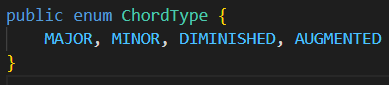 public enum ChordType {
    MAJOR, MINOR, DIMINISHED, AUGMENTED
}